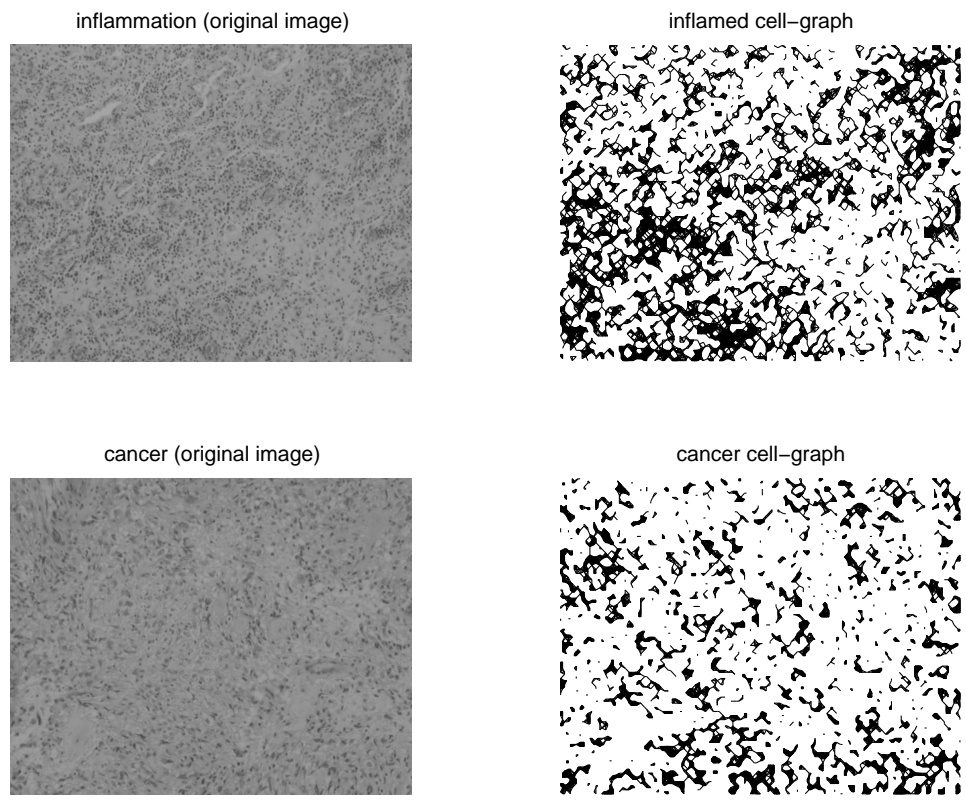 inflammation (original image)
inflamed cell−graph
cancer (original image)
cancer cell−graph